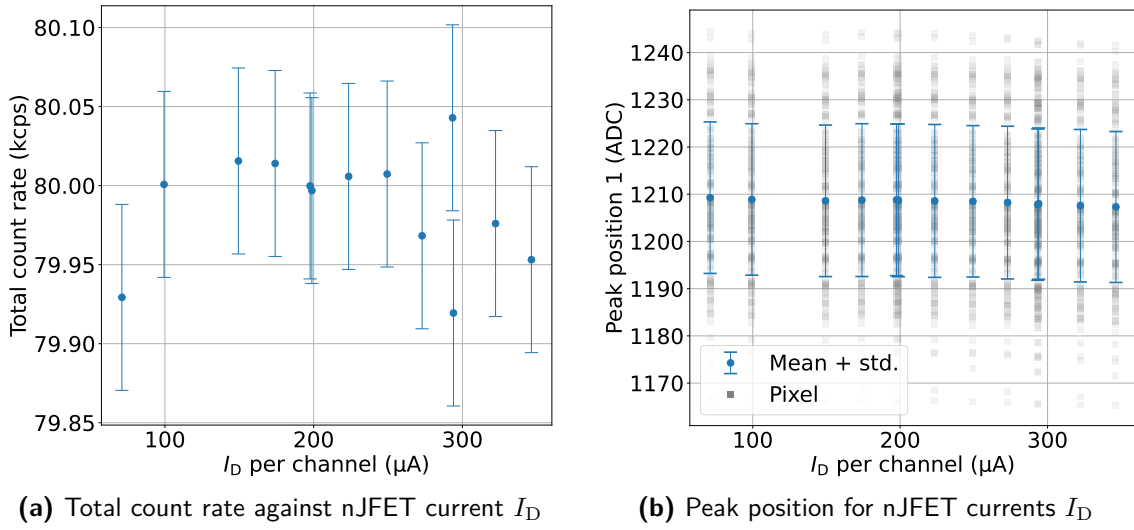 80.10
80.05
80.00
79.95
79.90
79.85
Total count rate (kcps)
100
200
300
I_D per channel (µA)
(a) Total count rate against nJFET current I_D
1240
1230
1220
1210
1200
1190
1180
1170
Peak position 1 (ADC)
Mean + std.
Pixel
100
200
300
I_D per channel (µA)
(b) Peak position for nJFET currents I_D